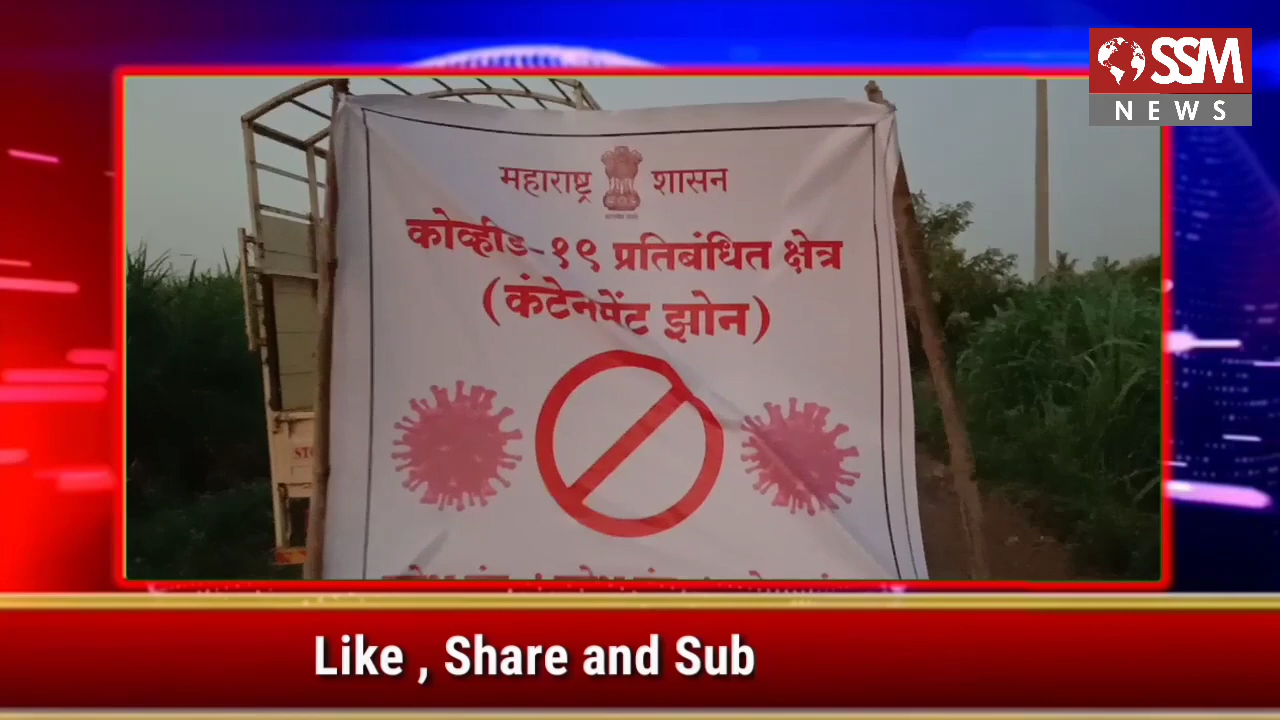 SSM
NEWS
महाराष्ट्र शासन
कोव्हीड-१९ प्रतिबंधित क्षेत्र
(कंटेनमेंट झोन)
Like , Share and Sub